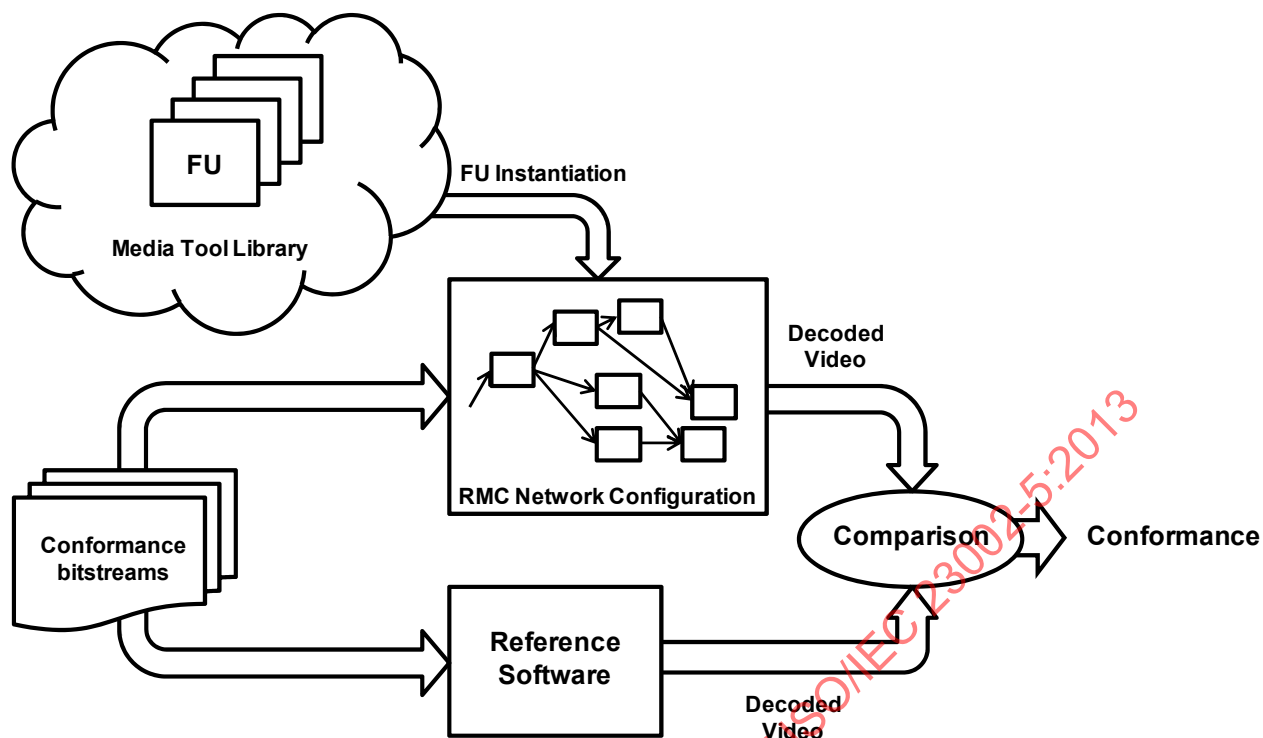 FU
Media Tool Library
FU Instantiation
Decoded
Video
RMC Network Configuration
Conformance
bitstreams
Comparison
Conformance
Reference
Software
Decoded
Video
ISO/IEC 23002-5:2013